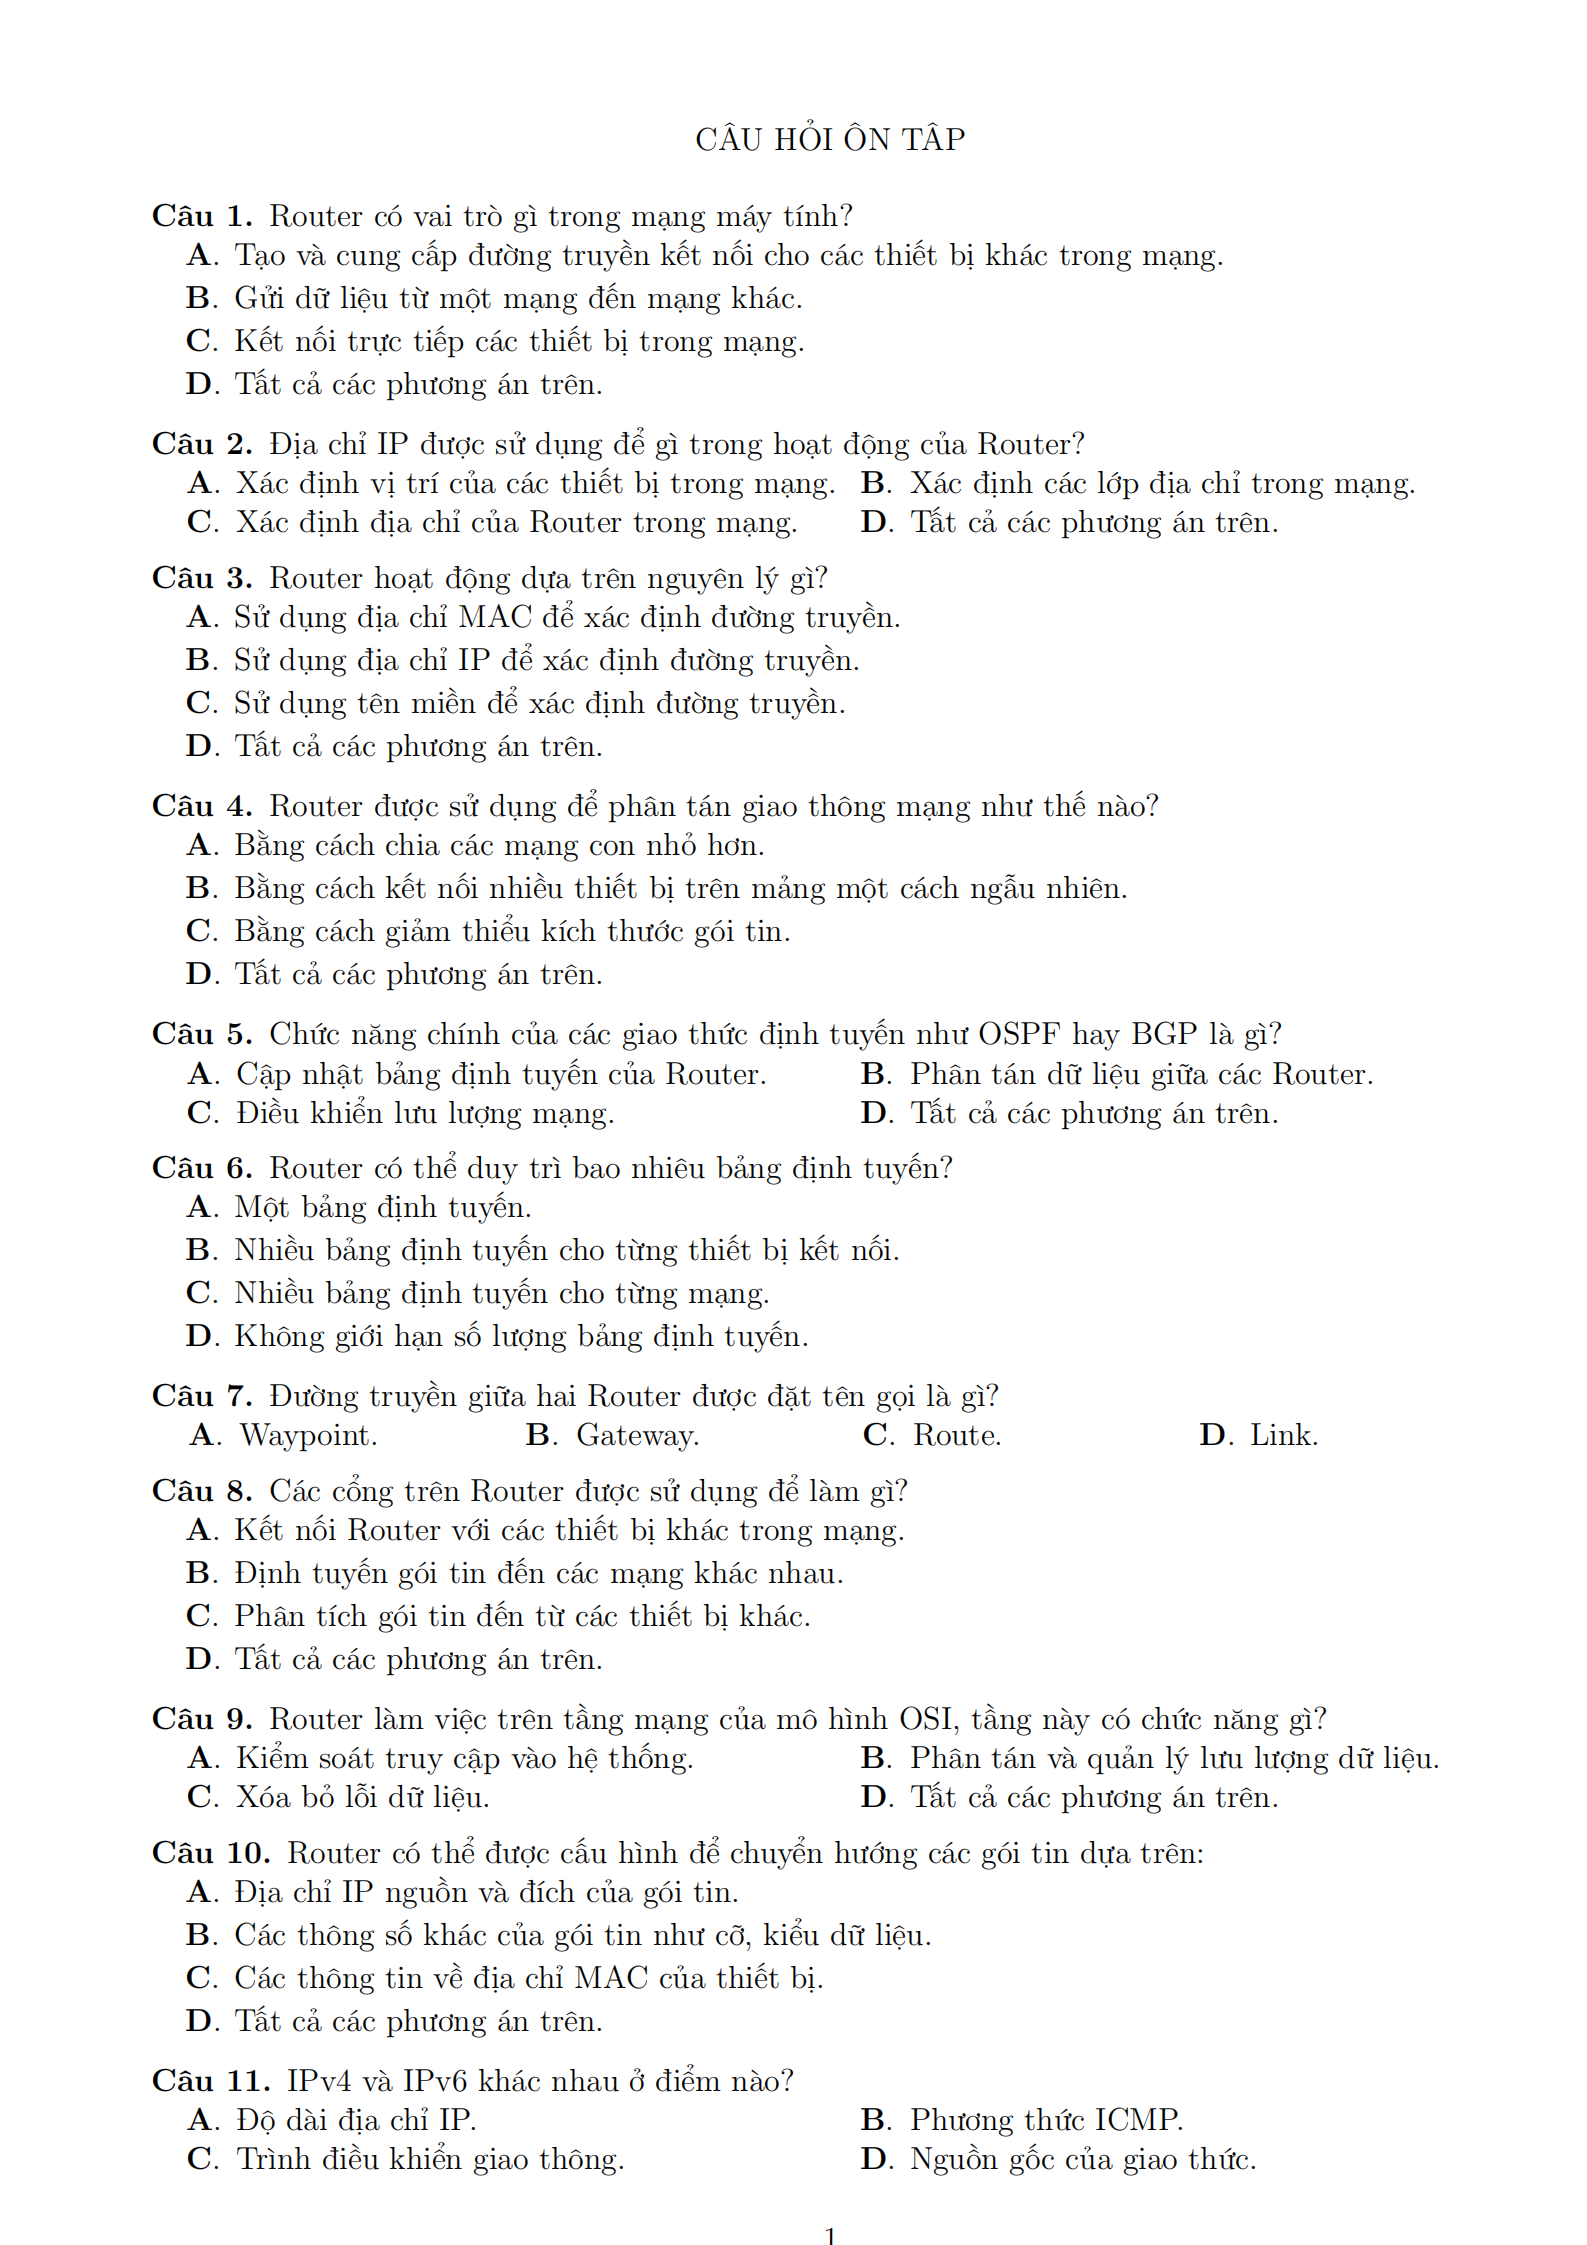 CÂU HỎI ÔN TÂP
Câu 1. Router có vai trò gì trong mạng máy tính?
A. Tạo và cung cấp đường truyền kết nối cho các thiết bị khác trong mạng.
B. Gửi dữ liệu từ một mạng đến mạng khác.
C. Kết nối trực tiếp các thiết bị trong mạng.
D. Tất cả các phương án trên.
Câu 2. Địa chỉ IP được sử dụng để gì trong hoạt động của Router?
A. Xác định vị trí của các thiết bị trong mạng. B. Xác định các lớp địa chỉ trong mạng.
C. Xác định địa chỉ của Router trong mạng. D. Tất cả các phương án trên.
Câu 3. Router hoạt động dựa trên nguyên lý gì?
A. Sử dụng địa chỉ MAC để xác định đường truyền.
B. Sử dụng địa chỉ IP để xác định đường truyền.
C. Sử dụng tên miền để xác định đường truyền.
D. Tất cả các phương án trên.
Câu 4. Router được sử dụng để phân tán giao thông mạng như thế nào?
A. Bằng cách chia các mạng con nhỏ hơn.
B. Bằng cách kết nối nhiều thiết bị trên mảng một cách ngẫu nhiên.
C. Bằng cách giảm thiểu kích thước gói tin.
D. Tất cả các phương án trên.
Câu 5. Chức năng chính của các giao thức định tuyến như OSPF hay BGP là gì?
A. Cập nhật bảng định tuyến của Router. B. Phân tán dữ liệu giữa các Router.
C. Điều khiển lưu lượng mạng. D. Tất cả các phương án trên.
Câu 6. Router có thể duy trì bao nhiêu bảng định tuyến?
A. Một bảng định tuyến.
B. Nhiều bảng định tuyến cho từng thiết bị kết nối.
C. Nhiều bảng định tuyến cho từng mạng.
D. Không giới hạn số lượng bảng định tuyến.
Câu 7. Đường truyền giữa hai Router được đặt tên gọi là gì?
A. Waypoint. B. Gateway. C. Route. D. Link.
Câu 8. Các cổng trên Router được sử dụng để làm gì?
A. Kết nối Router với các thiết bị khác trong mạng.
B. Định tuyến gói tin đến các mạng khác nhau.
C. Phân tích gói tin đến từ các thiết bị khác.
D. Tất cả các phương án trên.
Câu 9. Router làm việc trên tầng mạng của mô hình OSI, tầng này có chức năng gì?
A. Kiểm soát truy cập vào hệ thống. B. Phân tán và quản lý lưu lượng dữ liệu.
C. Xóa bỏ lỗi dữ liệu. D. Tất cả các phương án trên.
Câu 10. Router có thể được cấu hình để chuyển hướng các gói tin dựa trên:
A. Địa chỉ IP nguồn và đích của gói tin.
B. Các thông số khác của gói tin như cỡ, kiểu dữ liệu.
C. Các thông tin về địa chỉ MAC của thiết bị.
D. Tất cả các phương án trên.
Câu 11. IPv4 và IPv6 khác nhau ở điểm nào?
A. Độ dài địa chỉ IP. B. Phương thức ICMP.
C. Trình điều khiển giao thông. D. Nguồn gốc của giao thức.
1